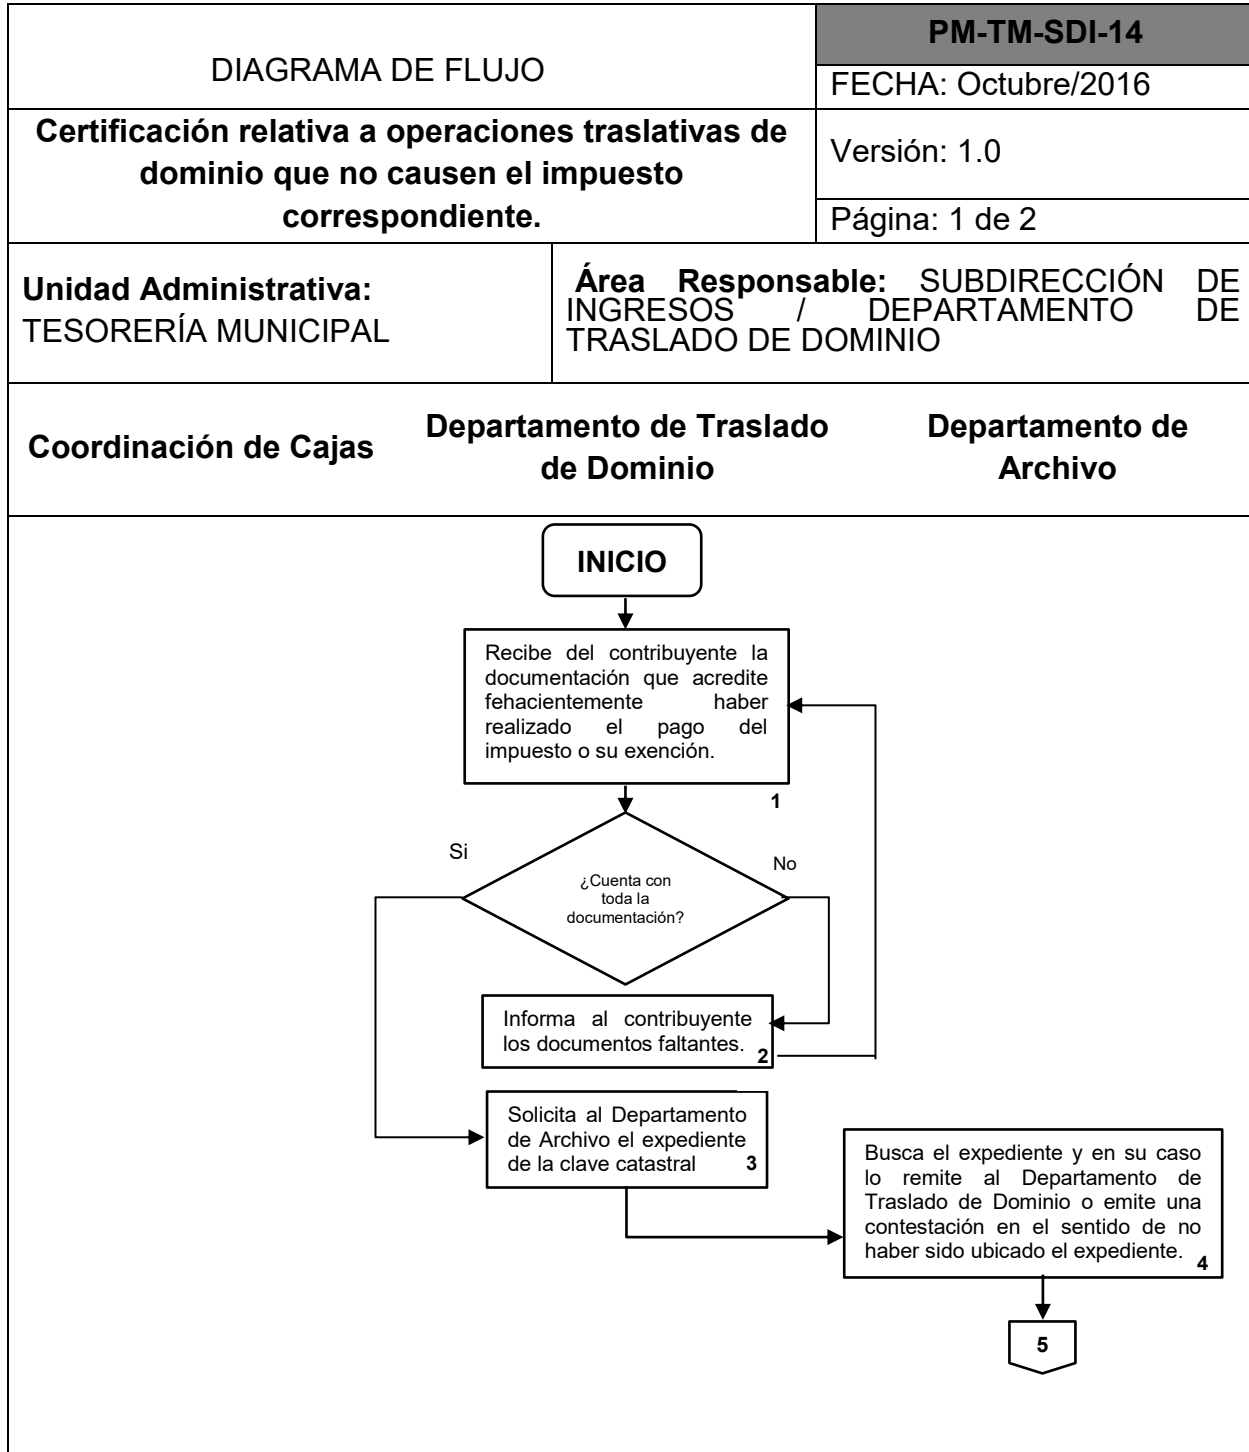 DIAGRAMA DE FLUJO
PM-TM-SDI-14
FECHA: Octubre/2016
Certificación relativa a operaciones traslativas de
dominio que no causen el impuesto
correspondiente.
Versión: 1.0
Página: 1 de 2
Unidad Administrativa:
TESORERÍA MUNICIPAL
Área Responsable: SUBDIRECCIÓN DE
INGRESOS / DEPARTAMENTO DE
TRASLADO DE DOMINIO
Coordinación de Cajas
Departamento de Traslado
de Dominio
Departamento de
Archivo
INICIO
Recibe del contribuyente la
documentación que acredite
fehacientemente haber
realizado el pago del
impuesto o su exención.
1
Si
No
¿Cuenta con
toda la
documentación?
Informa al contribuyente
los documentos faltantes.
2
Solicita al Departamento
de Archivo el expediente
de la clave catastral
3
Busca el expediente y en su caso
lo remite al Departamento de
Traslado de Dominio o emite una
contestación en el sentido de no
haber sido ubicado el expediente.
4
5